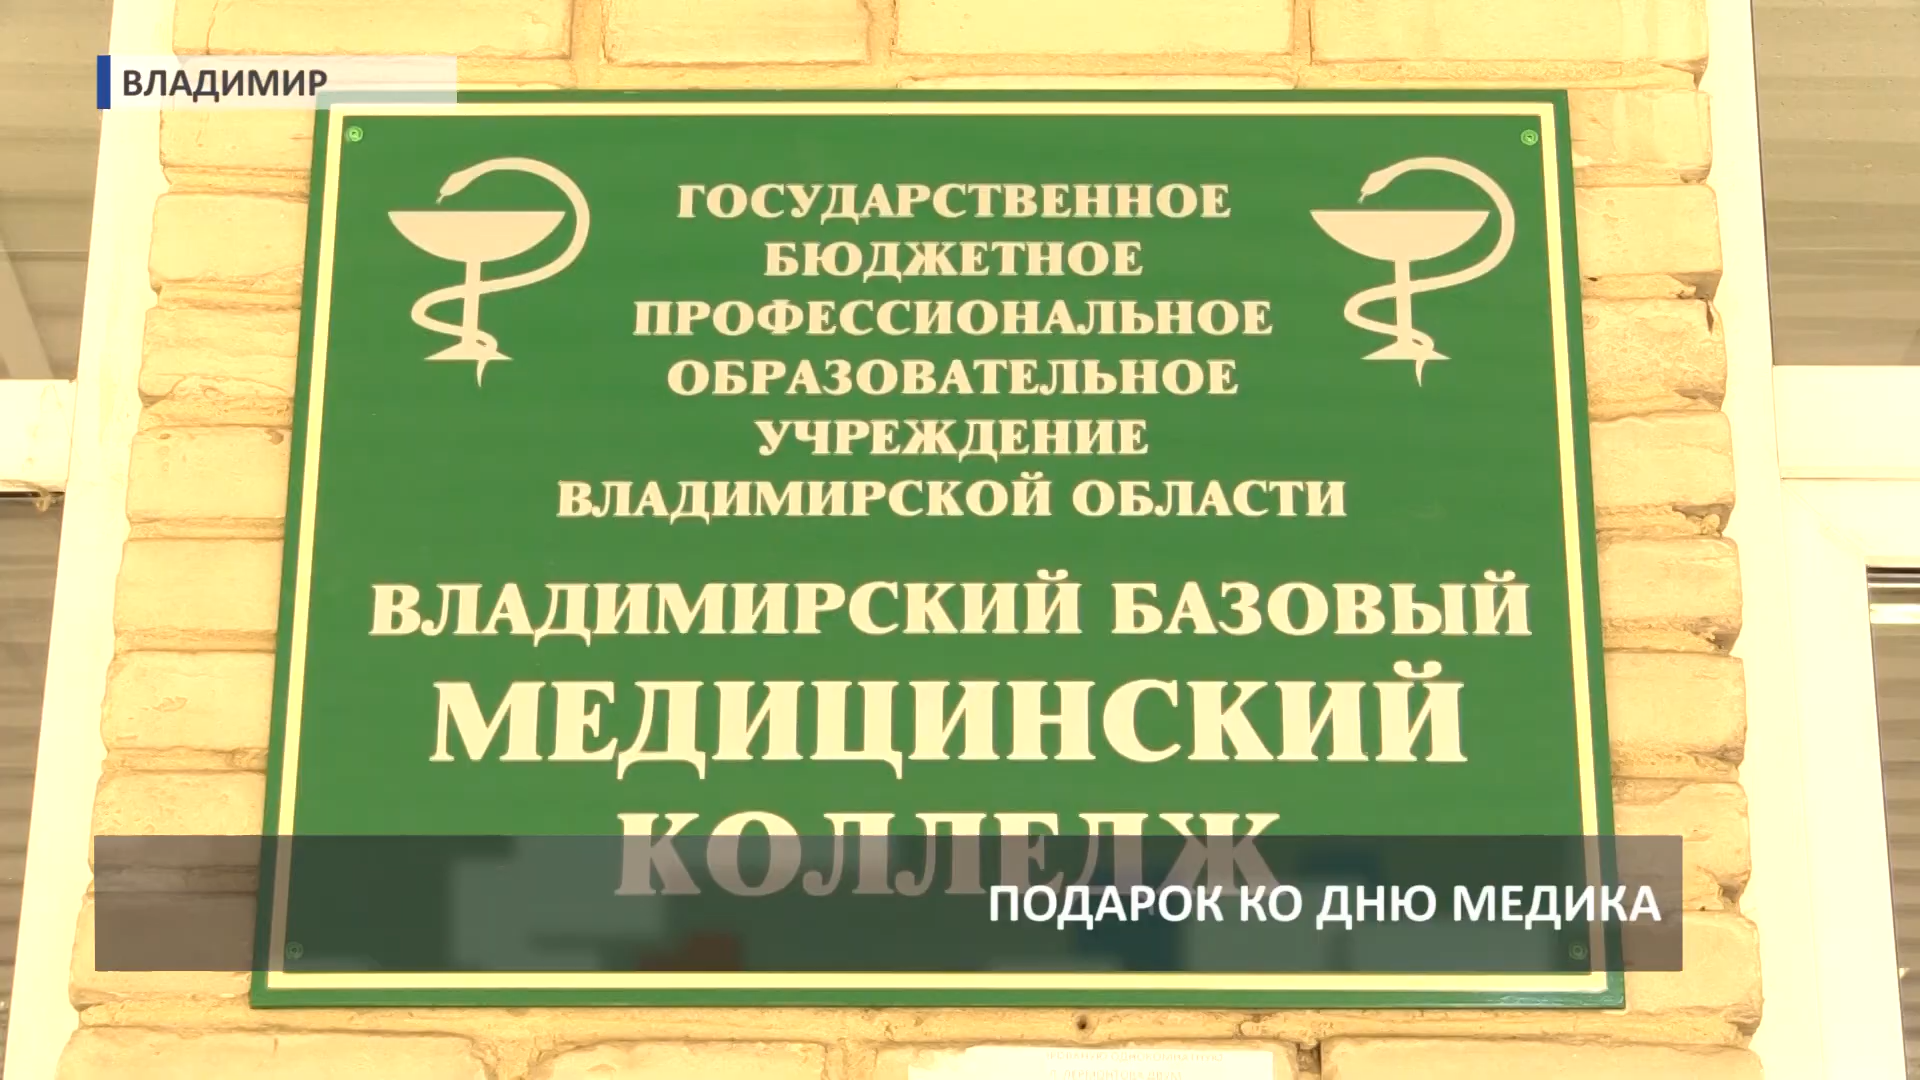 ВЛАДИМИР
ГОСУДАРСТВЕННОЕ
БЮДЖЕТНОЕ
ПРОФЕССИОНАЛЬНОЕ
ОБРАЗОВАТЕЛЬНОЕ
УЧРЕЖДЕНИЕ
ВЛАДИМИРСКОЙ ОБЛАСТИ
ВЛАДИМИРСКИЙ БАЗОВЫЙ
МЕДИЦИНСКИЙ
КОЛЛЕДЖ
ПОДАРОК КО ДНЮ МЕДИКА